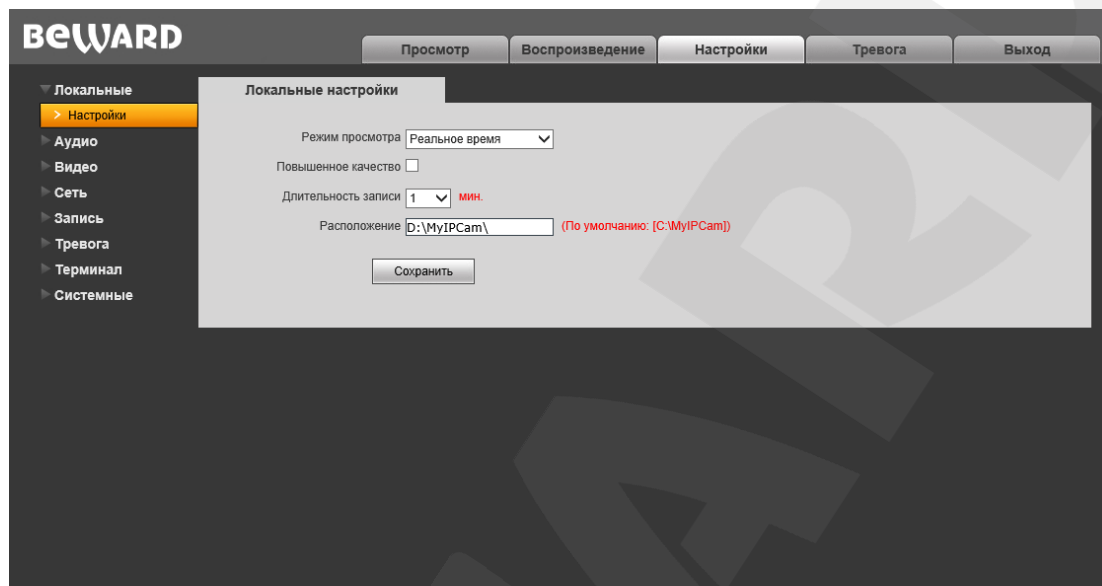 BEWARD
Просмотр Воспроизведение Настройки Тревога Выход
Локальные
> Настройки
Аудио
Видео
Сеть
Запись
Тревога
Терминал
Системные
Локальные настройки
Режим просмотра Реальное время
Повышенное качество
Длительность записи 1 мин.
Расположение D:\MyIPCam\ (По умолчанию: [C:\MyIPCam])
Сохранить